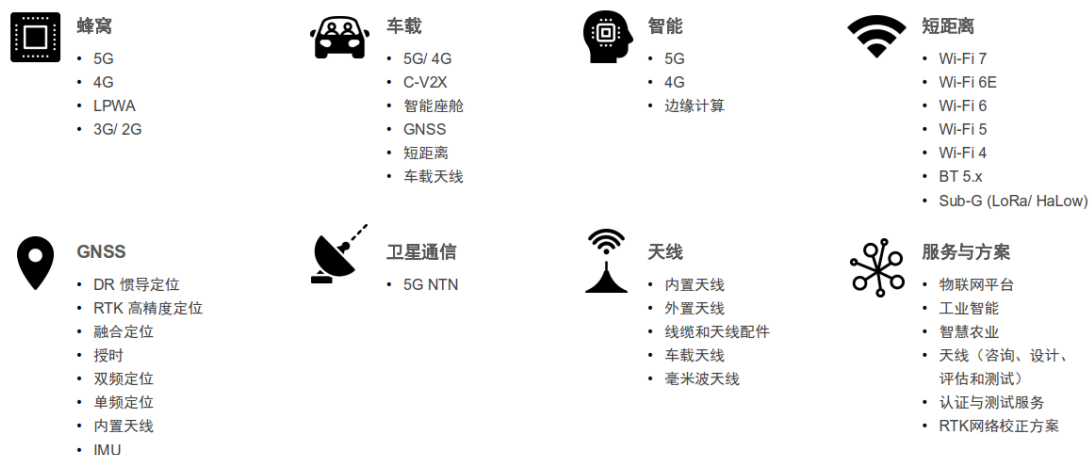 蜂窝
• 5G
• 4G
• LPWA
• 3G/ 2G
车载
• 5G/ 4G
• C-V2X
• 智能座舱
• GNSS
• 短距离
• 车载天线
智能
• 5G
• 4G
• 边缘计算
短距离
• Wi-Fi 7
• Wi-Fi 6E
• Wi-Fi 6
• Wi-Fi 5
• Wi-Fi 4
• BT 5.x
• Sub-G (LoRa/ HaLow)
GNSS
• DR 惯导定位
• RTK 高精度定位
• 融合定位
• 授时
• 双频定位
• 单频定位
• 内置天线
• IMU
卫星通信
• 5G NTN
天线
• 内置天线
• 外置天线
• 线缆和天线配件
• 车载天线
• 毫米波天线
服务与方案
• 物联网平台
• 工业智能
• 智慧农业
• 天线（咨询、设计、
评估和测试）
• 认证与测试服务
• RTK网络校正方案